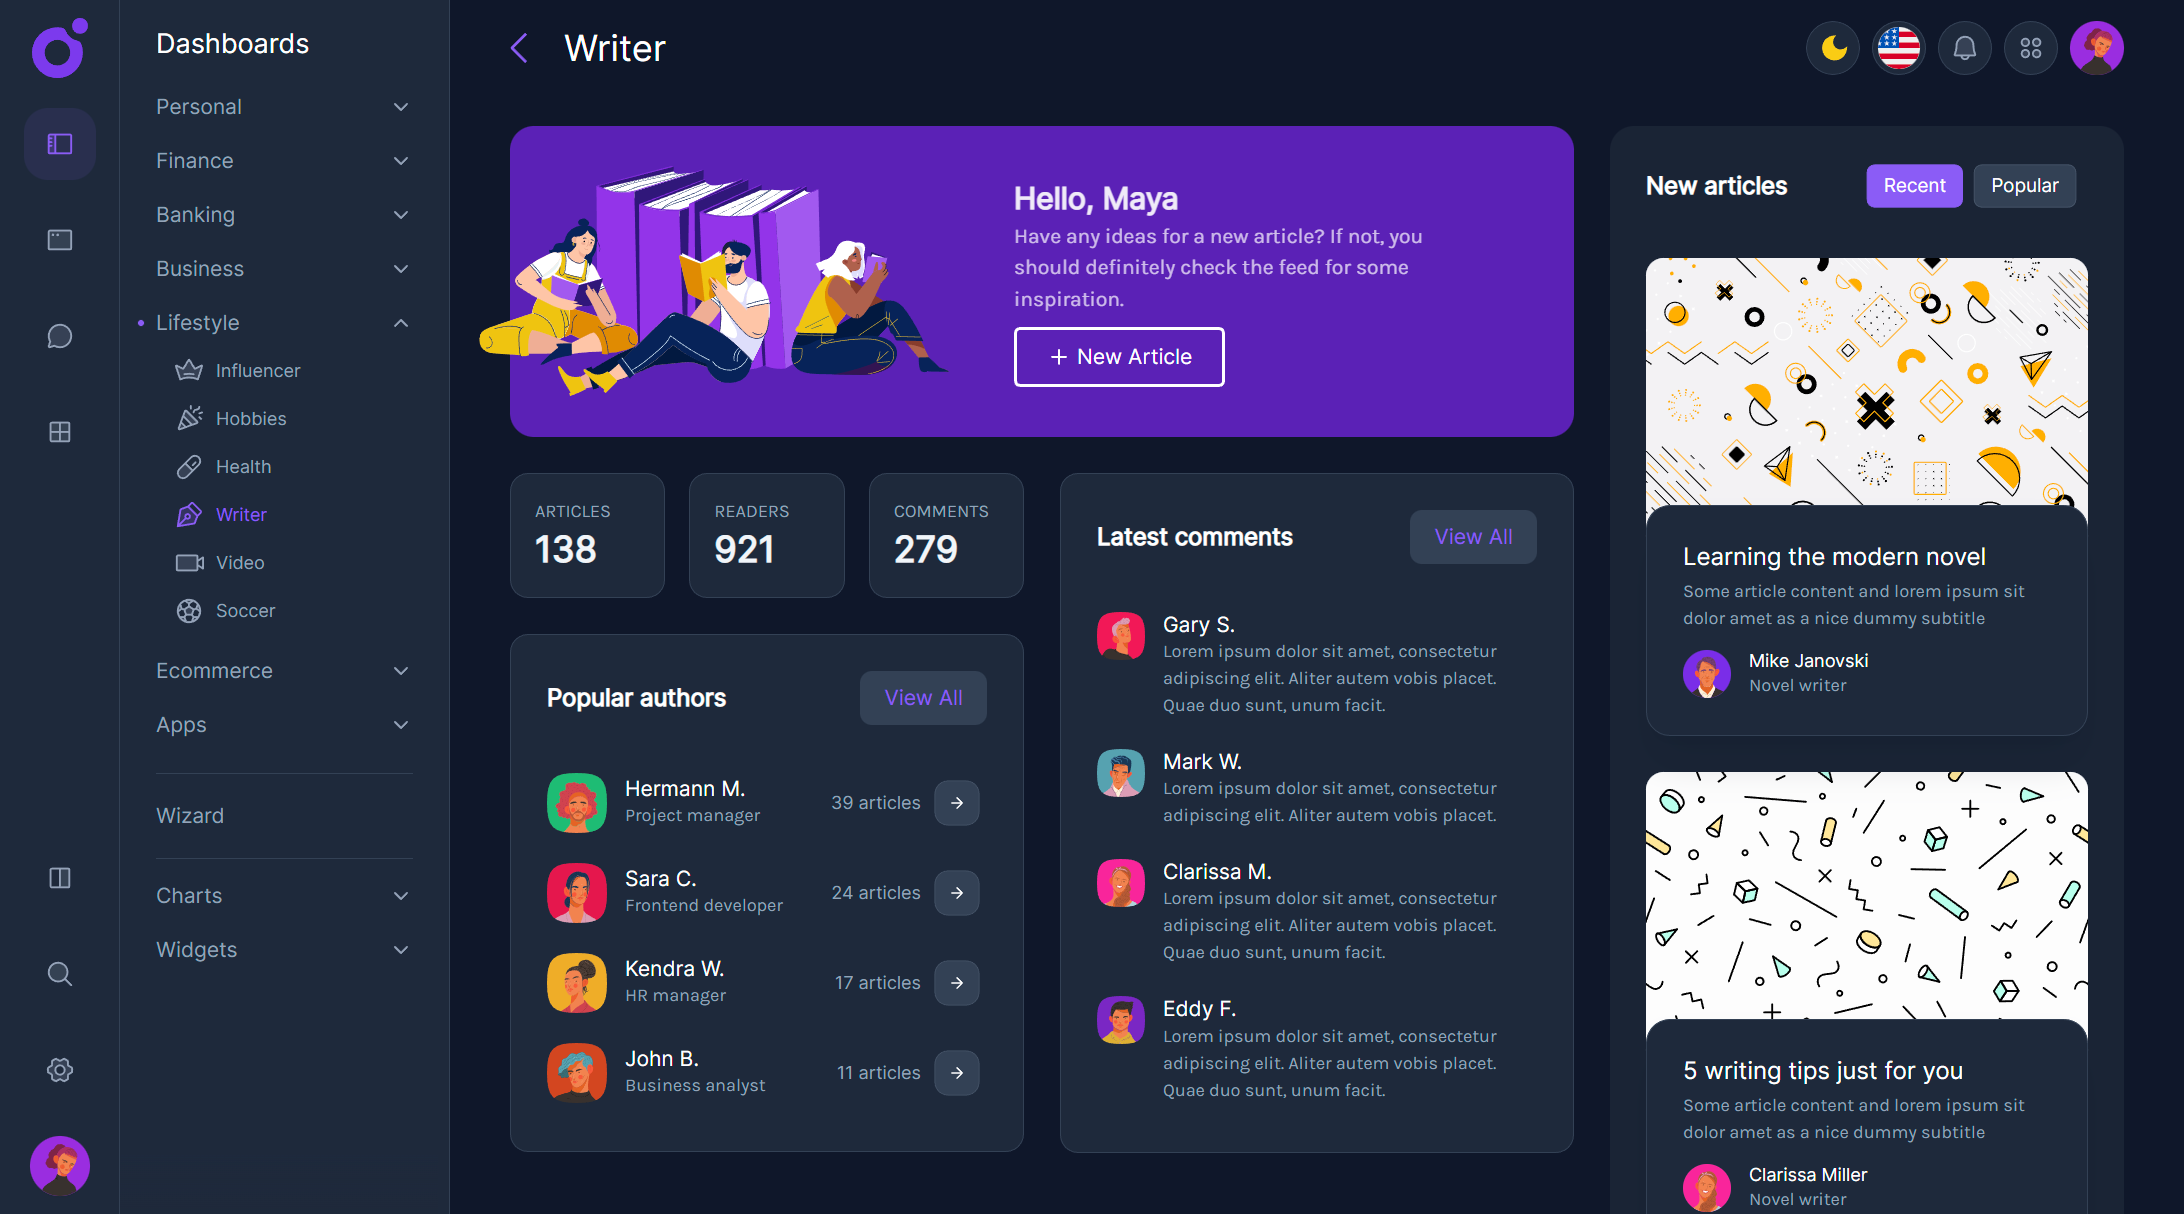 Dashboards
Personal
Finance
Banking
Business
Lifestyle
Influencer
Hobbies
Health
Writer
Video
Soccer
Ecommerce
Apps
Wizard
Charts
Widgets
Writer
Hello, Maya
Have any ideas for a new article? If not, you
should definitely check the feed for some
inspiration.
+ New Article
ARTICLES
138
READERS
921
COMMENTS
279
Popular authors
View All
Hermann M.
Project manager
39 articles
Sara C.
Frontend developer
24 articles
Kendra W.
HR manager
17 articles
John B.
Business analyst
11 articles
Latest comments
View All
Gary S.
Lorem ipsum dolor sit amet, consectetur
adipiscing elit. Aliter autem vobis placet.
Quae duo sunt, unum facit.
Mark W.
Lorem ipsum dolor sit amet, consectetur
adipiscing elit. Aliter autem vobis placet.
Clarissa M.
Lorem ipsum dolor sit amet, consectetur
adipiscing elit. Aliter autem vobis placet.
Quae duo sunt, unum facit.
Eddy F.
Lorem ipsum dolor sit amet, consectetur
adipiscing elit. Aliter autem vobis placet.
Quae duo sunt, unum facit.
New articles
Recent
Popular
Learning the modern novel
Some article content and lorem ipsum sit
dolor amet as a nice dummy subtitle
Mike Janovski
Novel writer
5 writing tips just for you
Some article content and lorem ipsum sit
dolor amet as a nice dummy subtitle
Clarissa Miller
Novel writer